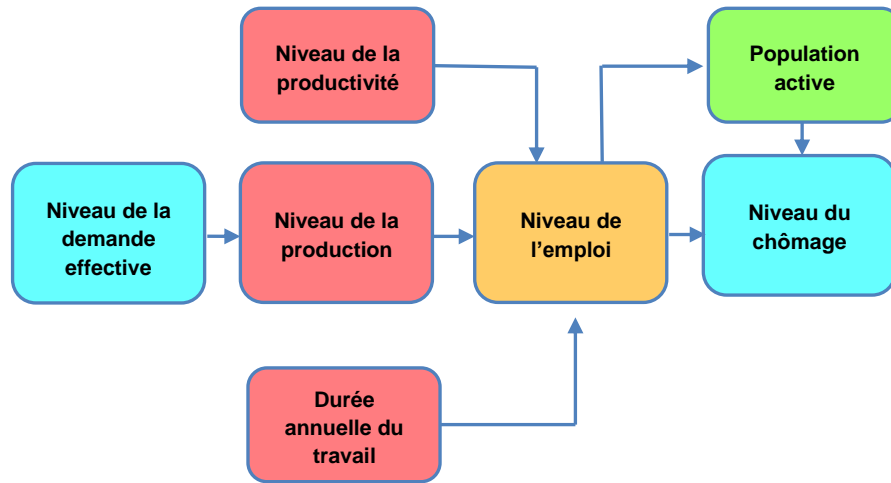 Niveau de la
productivité
Population
active
Niveau de la
demande
effective
Niveau de la
production
Niveau de
l’emploi
Niveau du
chômage
Durée
annuelle du
travail